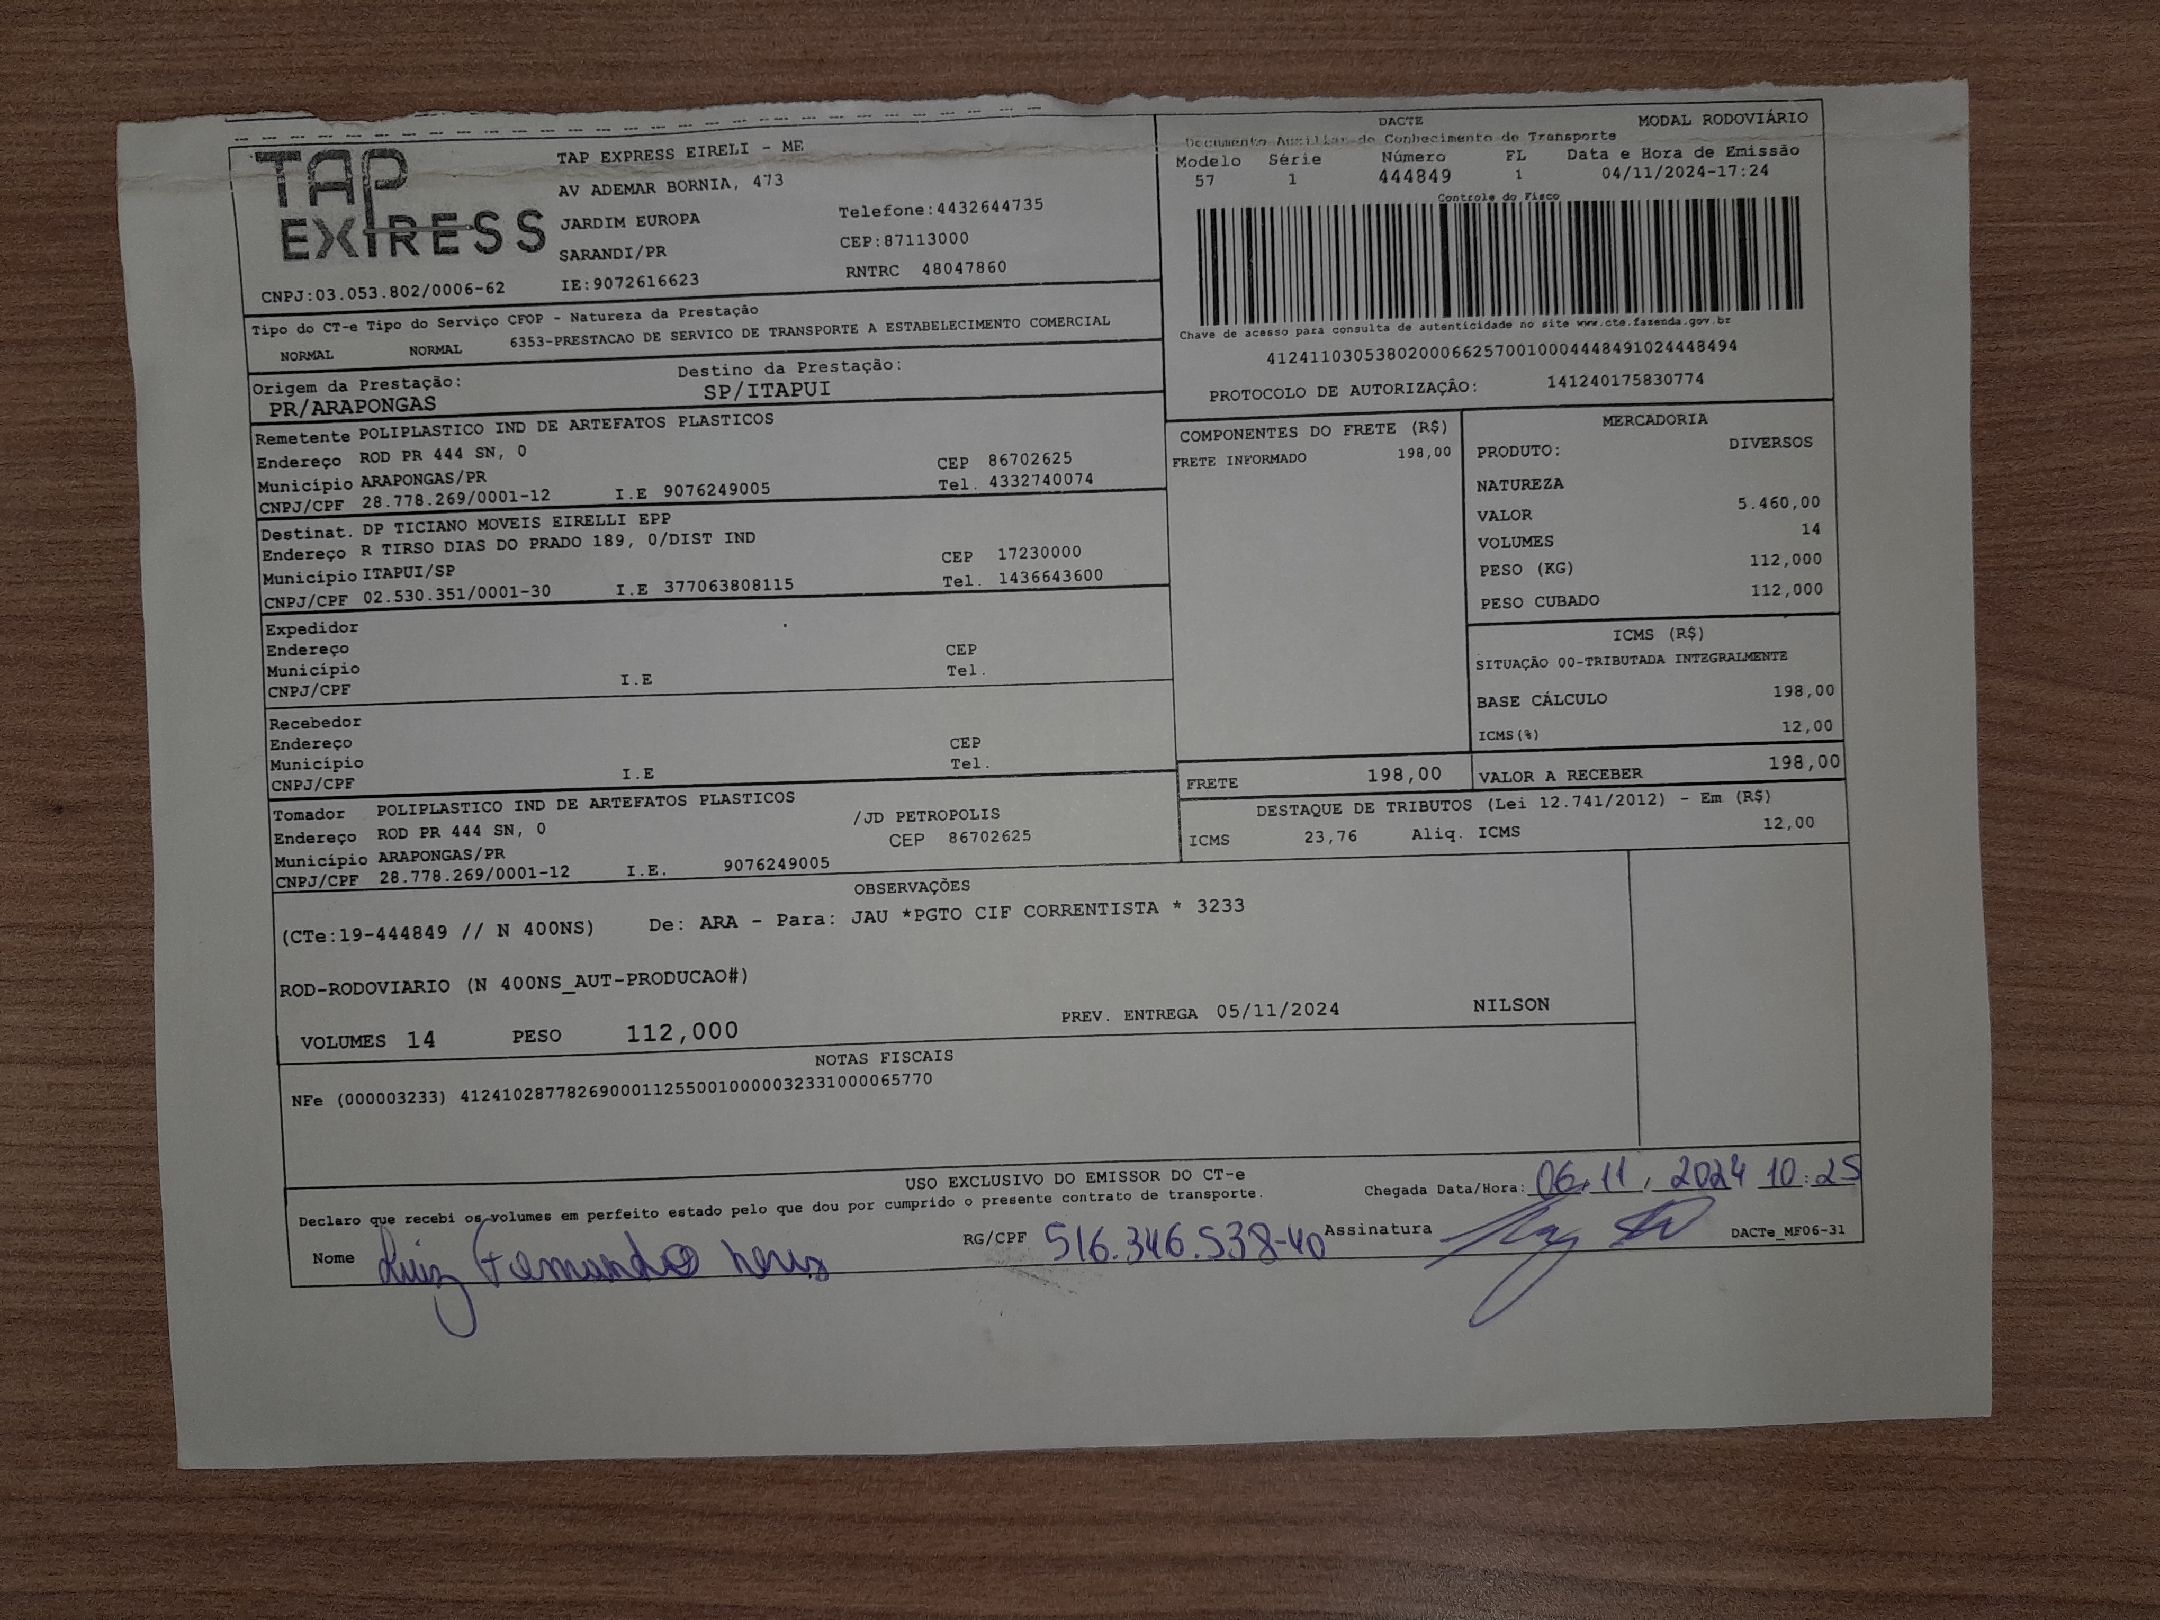 TAP
EXPRESS
TAP EXPRESS EIRELI - ME
AV ADEMAR BORNIA, 473
JARDIM EUROPA Telefone:4432644735
SARANDI/PR CEP:87113000
CNPJ:03.053.802/0006-62 IE:9072616623 RNTRC 48047860
DACTE MODAL RODOVIÁRIO
Documento Auxiliar do Conhecimento de Transporte
Modelo Série Número FL Data e Hora de Emissão
57 1 444849 1 04/11/2024-17:24
Controle do Fisco
Chave de acesso para consulta de autenticidade no site www.cte.fazenda.gov.br
41241103053802000662570010004448491024448494
PROTOCOLO DE AUTORIZAÇÃO: 141240175830774
Tipo do CT-e Tipo do Serviço CFOP - Natureza da Prestação
NORMAL NORMAL 6353-PRESTACAO DE SERVICO DE TRANSPORTE A ESTABELECIMENTO COMERCIAL
Origem da Prestação: Destino da Prestação:
PR/ARAPONGAS SP/ITAPUI
Remetente POLIPLASTICO IND DE ARTEFATOS PLASTICOS
Endereço ROD PR 444 SN, 0 CEP 86702625
Município ARAPONGAS/PR Tel. 4332740074
CNPJ/CPF 28.778.269/0001-12 I.E 9076249005
Destinat. DP TICIANO MOVEIS EIRELLI EPP
Endereço R TIRSO DIAS DO PRADO 189, 0/DIST IND CEP 17230000
Município ITAPUI/SP Tel. 1436643600
CNPJ/CPF 02.530.351/0001-30 I.E 377063808115
Expedidor
Endereço CEP
Município Tel.
CNPJ/CPF I.E
Recebedor
Endereço CEP
Município Tel.
CNPJ/CPF I.E
Tomador POLIPLASTICO IND DE ARTEFATOS PLASTICOS
Endereço ROD PR 444 SN, 0 /JD PETROPOLIS
Município ARAPONGAS/PR CEP 86702625
CNPJ/CPF 28.778.269/0001-12 I.E. 9076249005
COMPONENTES DO FRETE (R$)
FRETE INFORMADO 198,00
MERCADORIA
PRODUTO: DIVERSOS
NATUREZA
VALOR 5.460,00
VOLUMES 14
PESO (KG) 112,000
PESO CUBADO 112,000
ICMS (R$)
SITUAÇÃO 00-TRIBUTADA INTEGRALMENTE
BASE CÁLCULO 198,00
ICMS(%) 12,00
FRETE 198,00 VALOR A RECEBER 198,00
DESTAQUE DE TRIBUTOS (Lei 12.741/2012) - Em (R$)
ICMS 23,76 Aliq. ICMS 12,00
OBSERVAÇÕES
(CTe:19-444849 // N 400NS) De: ARA - Para: JAU *PGTO CIF CORRENTISTA * 3233
ROD-RODOVIARIO (N 400NS_AUT-PRODUCAO#)
VOLUMES 14 PESO 112,000 PREV. ENTREGA 05/11/2024 NILSON
NOTAS FISCAIS
NFe (000003233) 41241028778269000112550010000032331000065770
USO EXCLUSIVO DO EMISSOR DO CT-e
Declaro que recebi os volumes em perfeito estado pelo que dou por cumprido o presente contrato de transporte. Chegada Data/Hora: 06.11, 2024 10:25
Nome Luiz Fernando RG/CPF 516.346.538-40 Assinatura DACTe_MF06-31